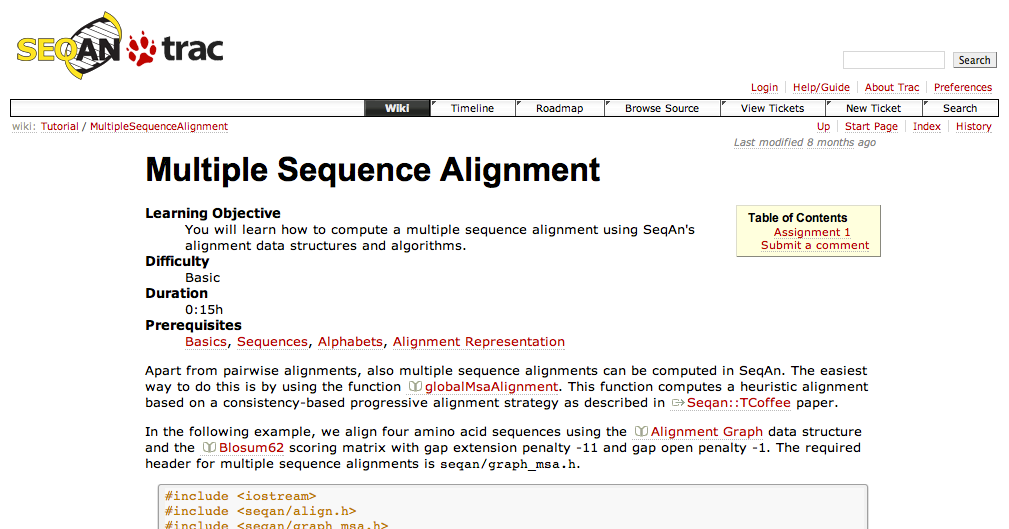 SEQAN trac
Search
Login Help/Guide About Trac Preferences
Wiki Timeline Roadmap Browse Source View Tickets New Ticket Search
wiki: Tutorial / MultipleSequenceAlignment Up Start Page Index History
Last modified 8 months ago
Multiple Sequence Alignment
Learning Objective
You will learn how to compute a multiple sequence alignment using SeqAn's
alignment data structures and algorithms.
Difficulty
Basic
Duration
0:15h
Prerequisites
Basics, Sequences, Alphabets, Alignment Representation
Table of Contents
Assignment 1
Submit a comment
Apart from pairwise alignments, also multiple sequence alignments can be computed in SeqAn. The easiest
way to do this is by using the function globalMsaAlignment. This function computes a heuristic alignment
based on a consistency-based progressive alignment strategy as described in Seqan::TCoffee paper.
In the following example, we align four amino acid sequences using the Alignment Graph data structure
and the Blosum62 scoring matrix with gap extension penalty -11 and gap open penalty -1. The required
header for multiple sequence alignments is seqan/graph_msa.h.
#include <iostream>
#include <seqan/align.h>
#include <seqan/graph_msa.h>